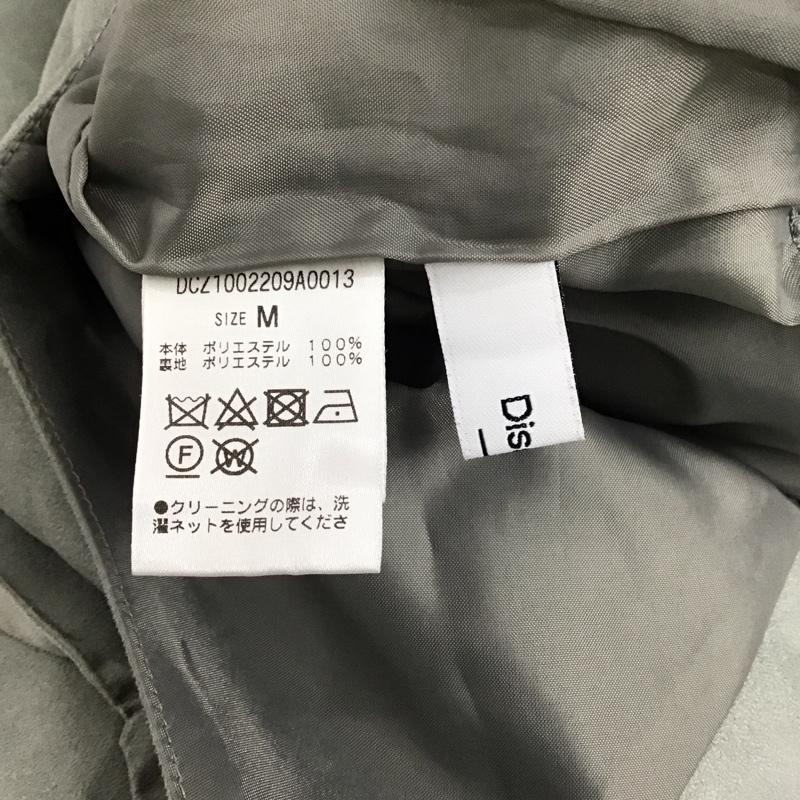 DCZ1002209A0013
SIZE M
本体 ポリエステル 100%
裏地 ポリエステル 100%
F
W
●クリーニングの際は、洗
濯ネットを使用してくださ
Dis